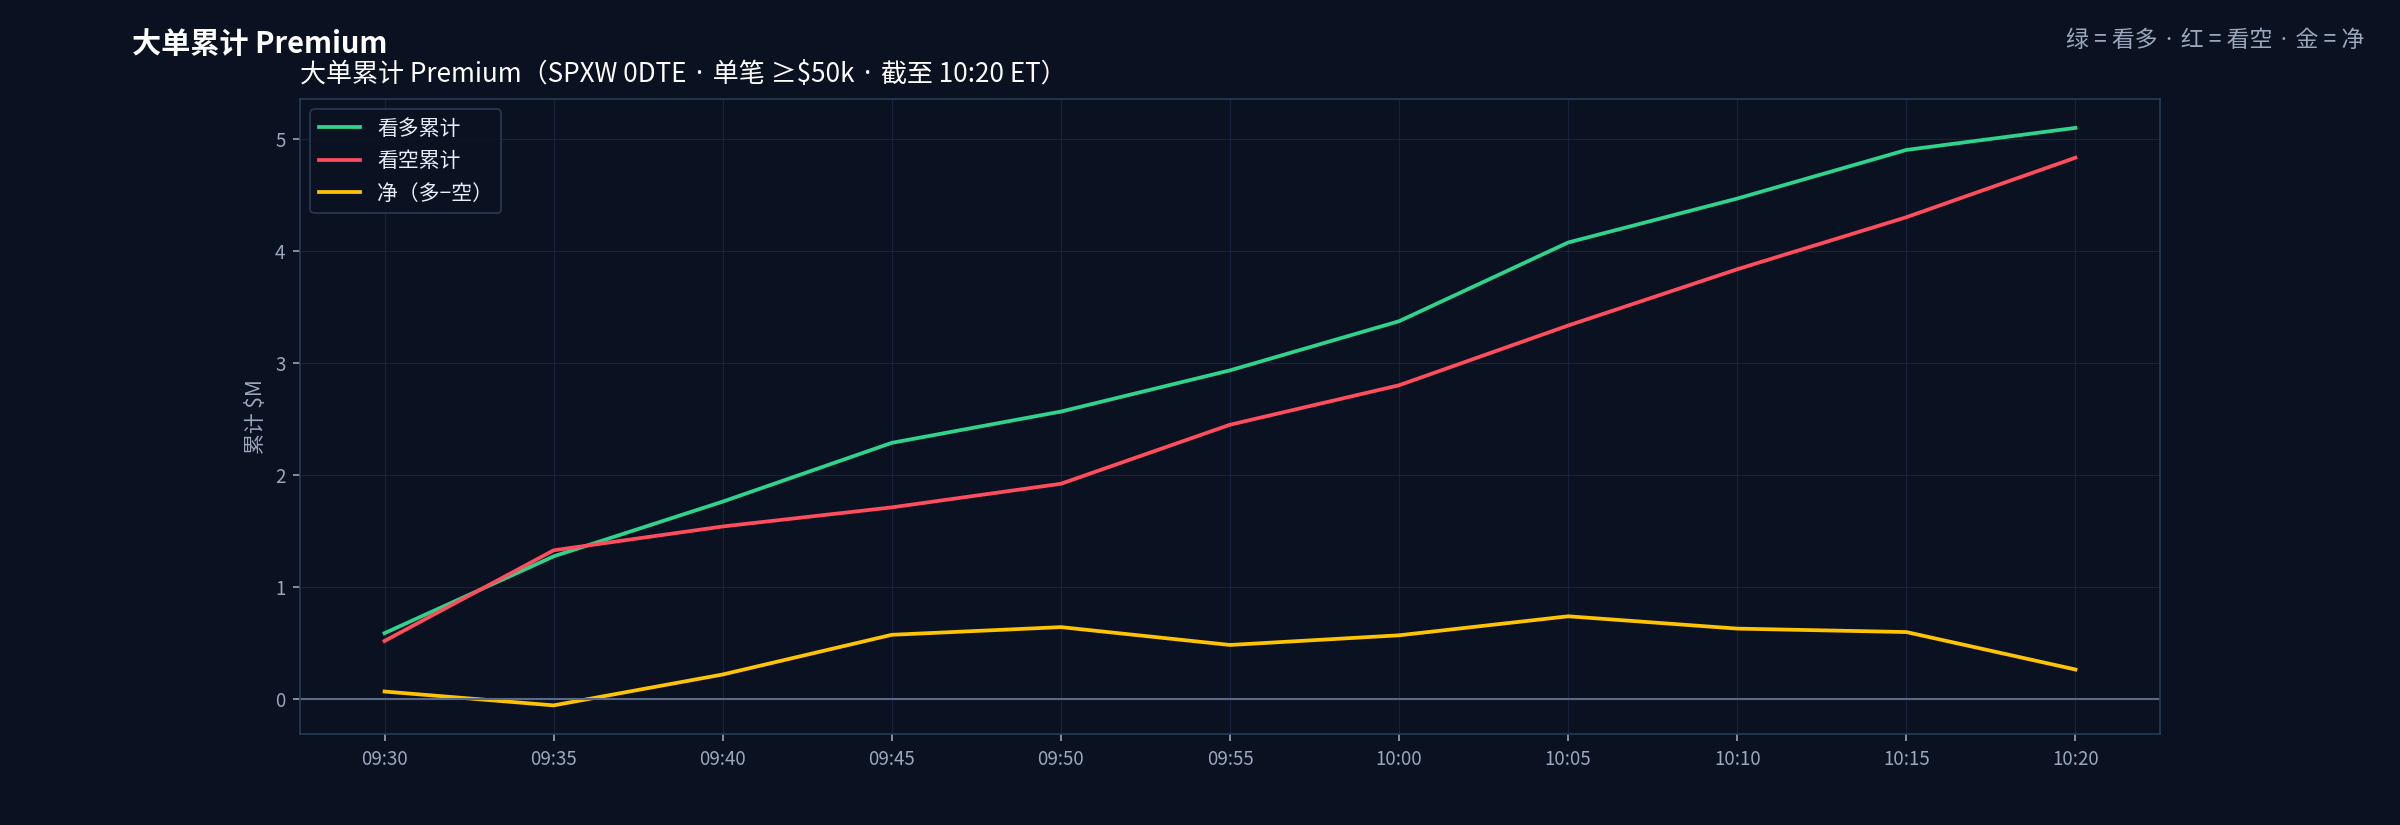 大单累计 Premium
绿 = 看多 · 红 = 看空 · 金 = 净
大单累计 Premium（SPXW 0DTE · 单笔 ≥$50k · 截至 10:20 ET）
看多累计
看空累计
净（多−空）
累计 $M
5
4
3
2
1
0
09:30 09:35 09:40 09:45 09:50 09:55 10:00 10:05 10:10 10:15 10:20